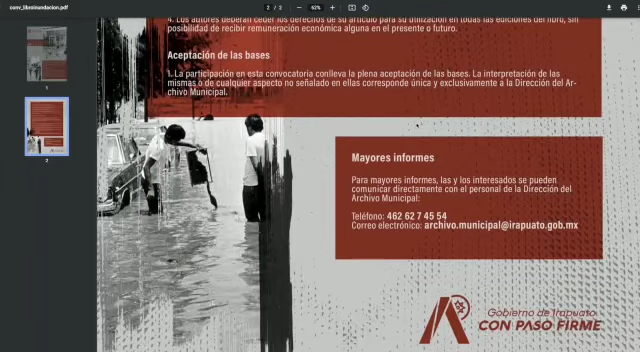 conv_libroinundacion.pdf
2 / 2
62%
4. Los autores deberán ceder los derechos de su artículo para su utilización en todas las ediciones del libro, sin
posibilidad de recibir remuneración económica alguna en el presente o futuro.
Aceptación de las bases
1. La participación en esta convocatoria conlleva la plena aceptación de las bases. La interpretación de las
mismas o de cualquier aspecto no señalado en ellas corresponde única y exclusivamente a la Dirección del Ar-
chivo Municipal.
1
2
Mayores informes
Para mayores informes, las y los interesados se pueden
comunicar directamente con el personal de la Dirección del
Archivo Municipal:
Teléfono: 462 62 7 45 54
Correo electrónico: archivo.municipal@irapuato.gob.mx
Gobierno de Irapuato
CON PASO FIRME